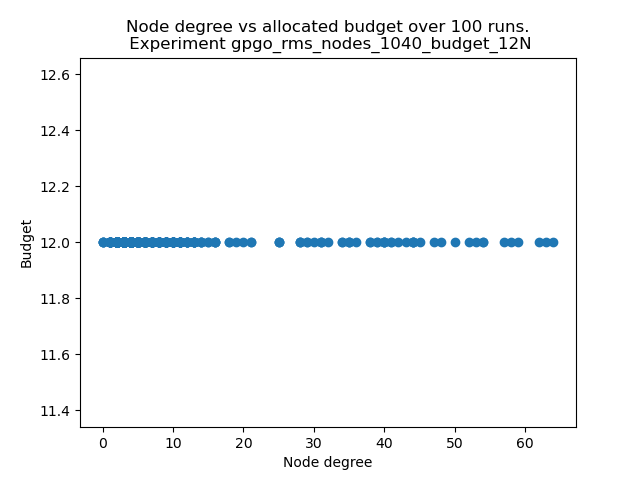 Node degree vs allocated budget over 100 runs.
Experiment gpgo_rms_nodes_1040_budget_12N
12.6
12.4
12.2
12.0
11.8
11.6
11.4
Budget
0 10 20 30 40 50 60
Node degree